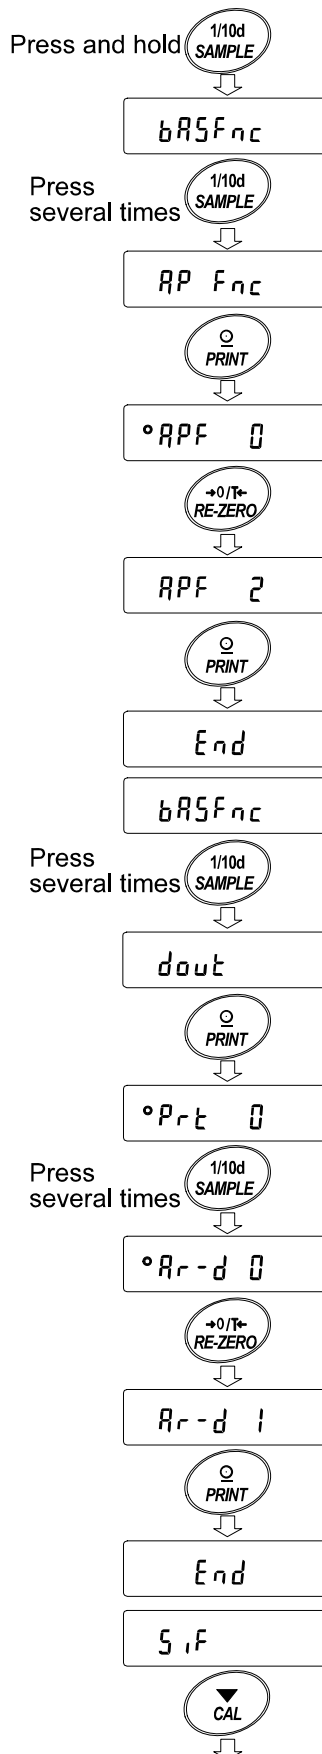 Press and hold
1/10d
SAMPLE
bASFnc
Press
several times
1/10d
SAMPLE
AP Fnc
PRINT
°APF 0
→0/T←
RE-ZERO
APF 2
PRINT
End
bASFnc
Press
several times
1/10d
SAMPLE
dout
PRINT
°Prt 0
Press
several times
1/10d
SAMPLE
°Ar-d 0
→0/T←
RE-ZERO
Ar-d 1
PRINT
End
SiF
CAL